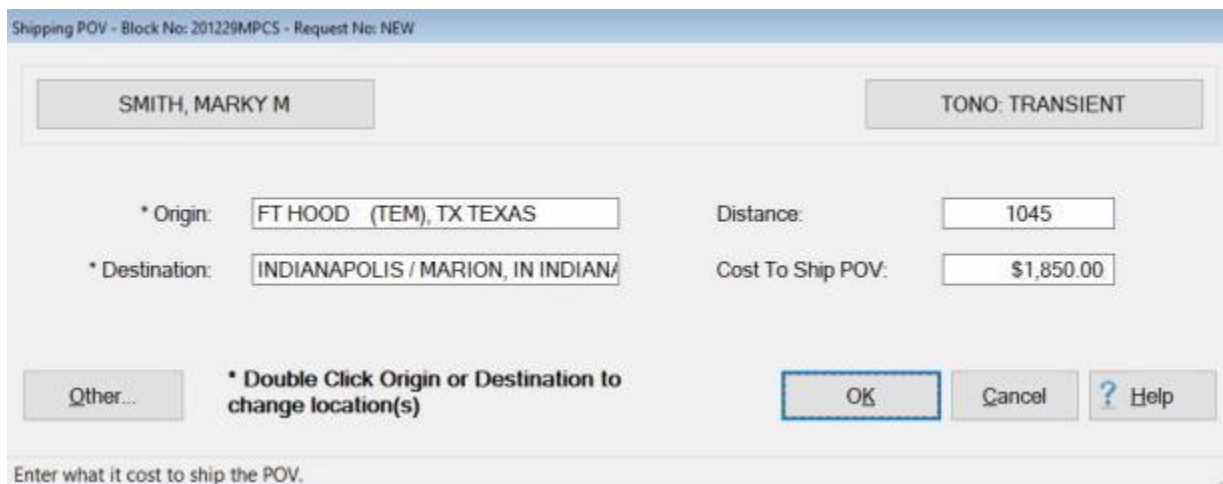 Shipping POV - Block No: 201229MPCS - Request No: NEW
SMITH, MARKY M
TONO: TRANSIENT
* Origin: FT HOOD (TEM), TX TEXAS Distance: 1045
* Destination: INDIANAPOLIS / MARION, IN INDIANA Cost To Ship POV: $1,850.00
Other... * Double Click Origin or Destination to
change location(s)
OK Cancel ? Help
Enter what it cost to ship the POV.